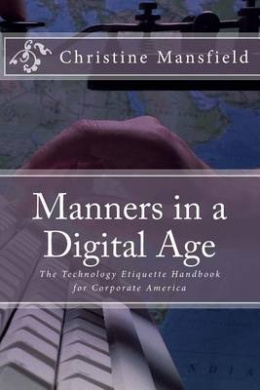 Christine Mansfield
Manners in a
Digital Age
The Technology Etiquette Handbook
for Corporate America